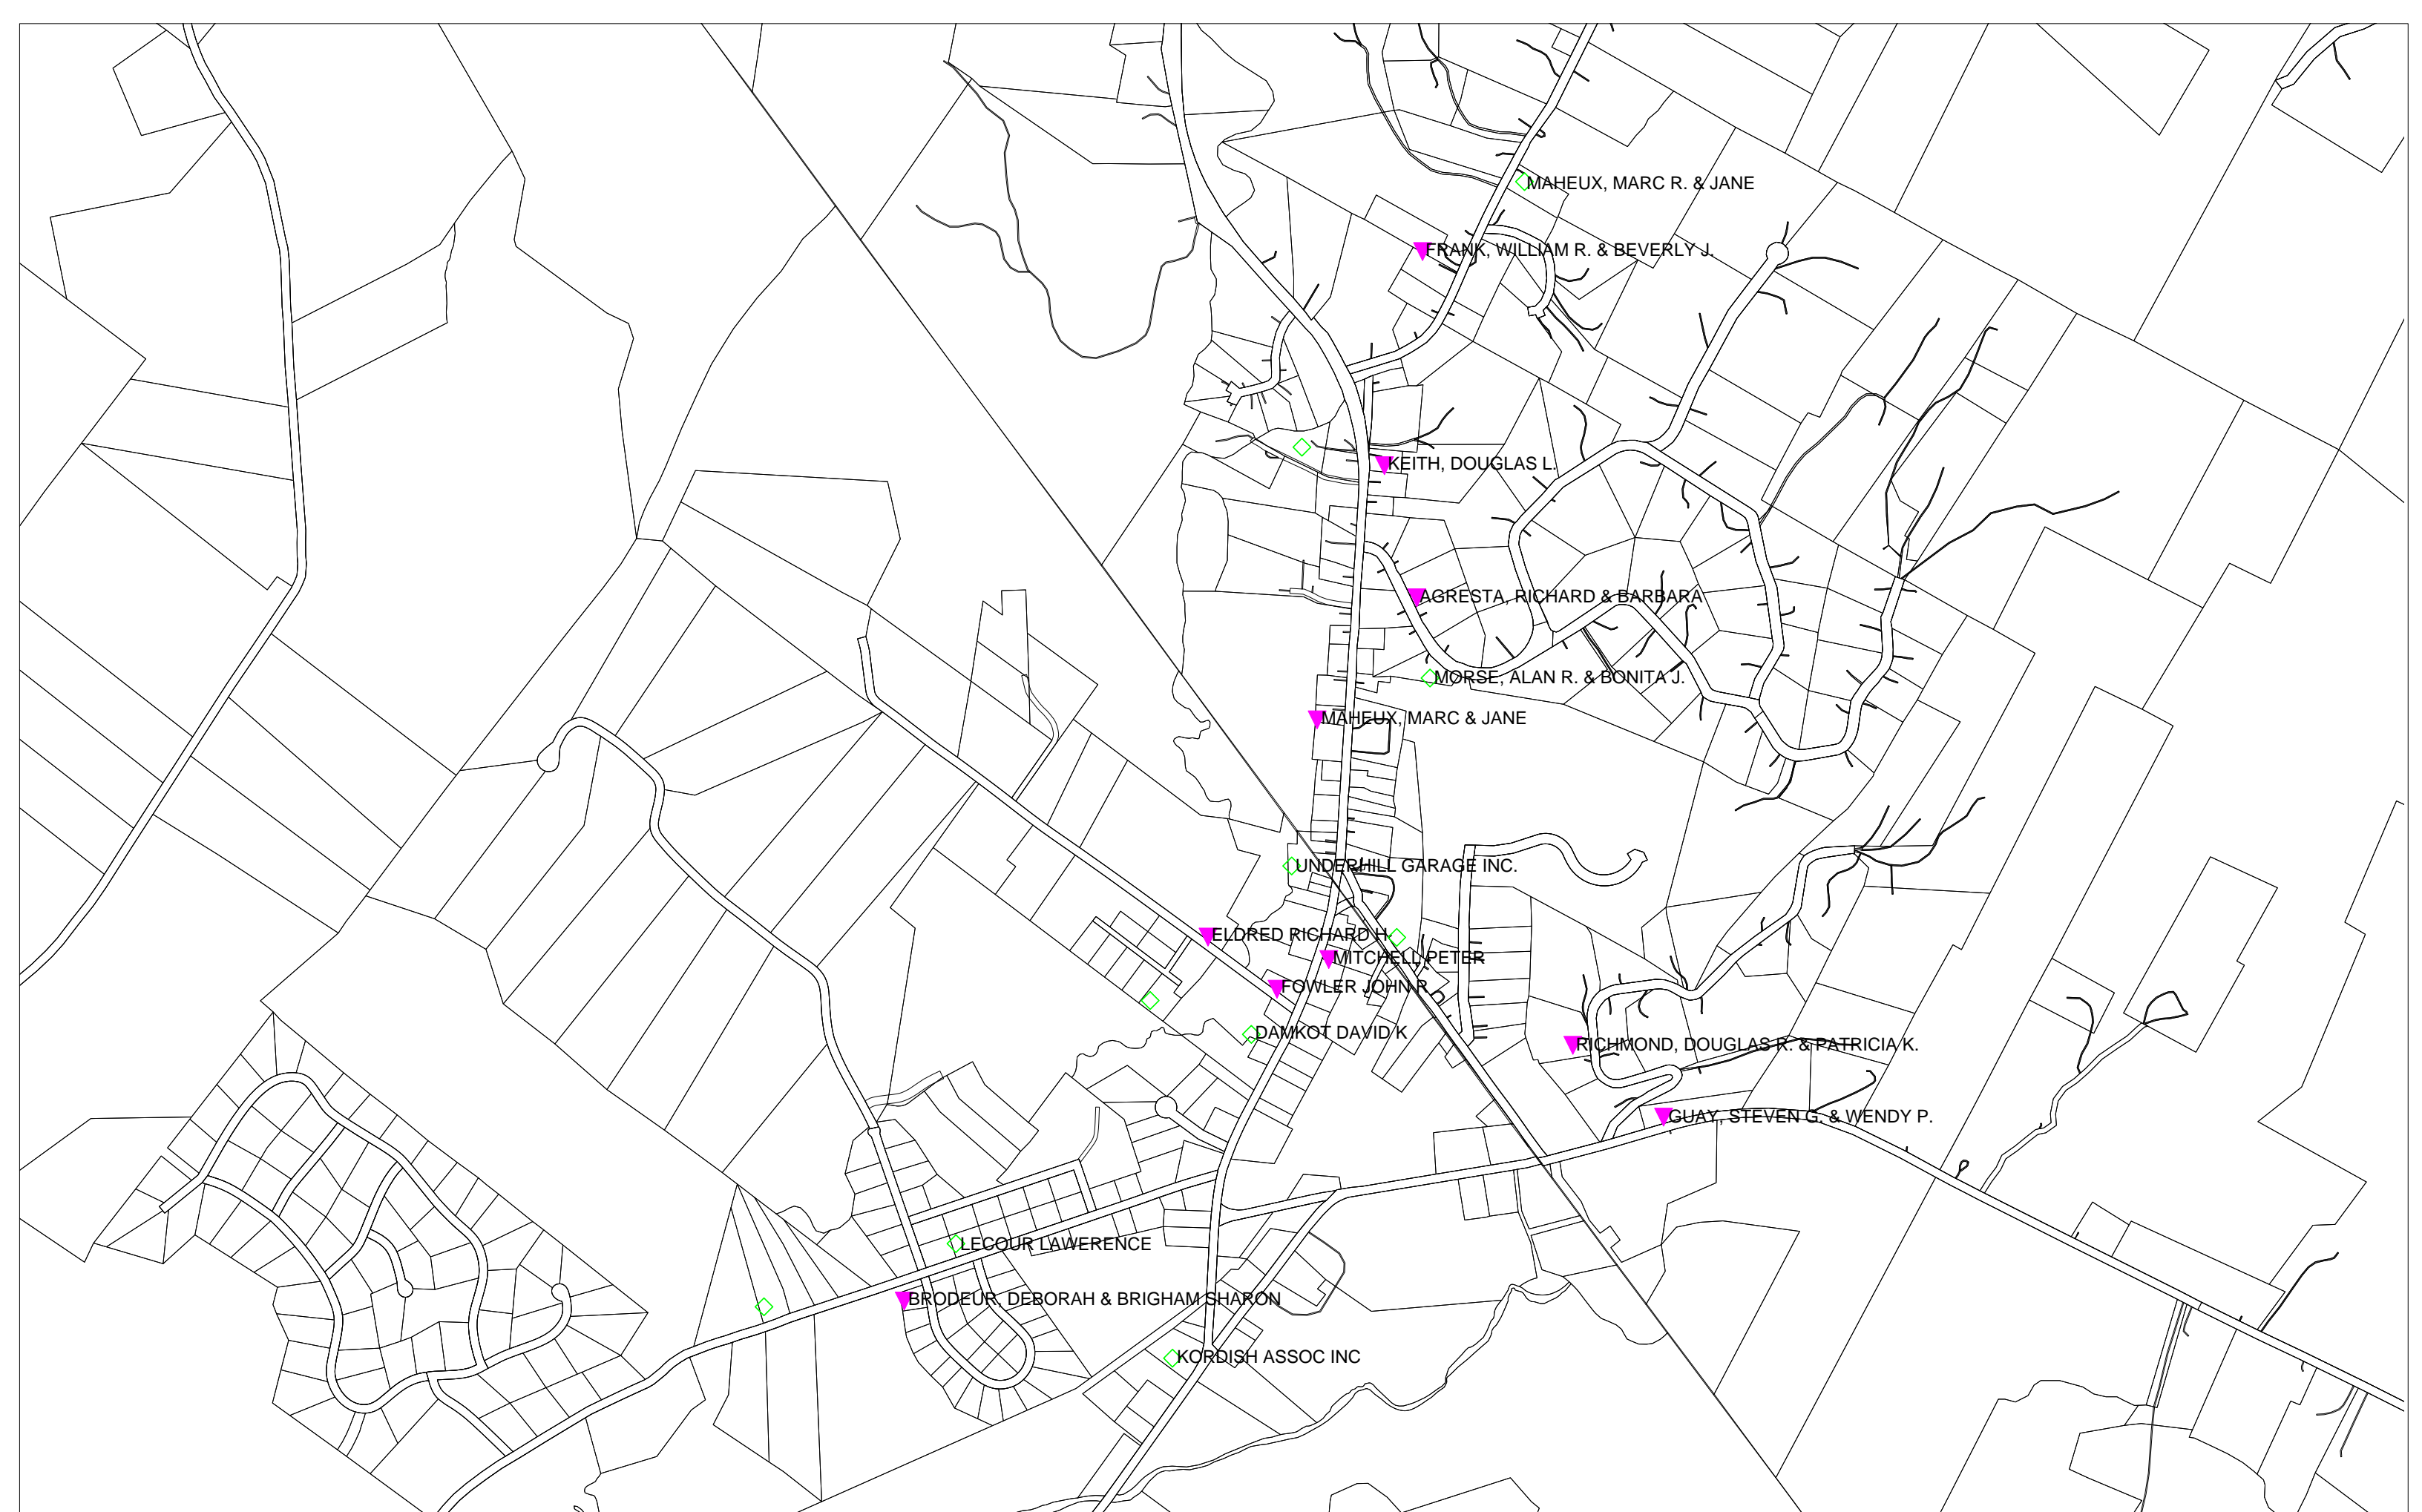 MAHEUX, MARC R. & JANE
FRANK, WILLIAM R. & BEVERLY J.
KEITH, DOUGLAS L.
AGRESTA, RICHARD & BARBARA
MORSE, ALAN R. & BONITA J.
MAHEUX, MARC & JANE
UNDERHILL GARAGE INC.
ELDRED RICHARD H
MITCHELL PETER
FOWLER JOHN R
DAMKOT DAVID K
RICHMOND, DOUGLAS R. & PATRICIA K.
GUAY, STEVEN G. & WENDY P.
LECOUR LAWERENCE
BRODEUR, DEBORAH & BRIGHAM SHARON
KORDISH ASSOC INC